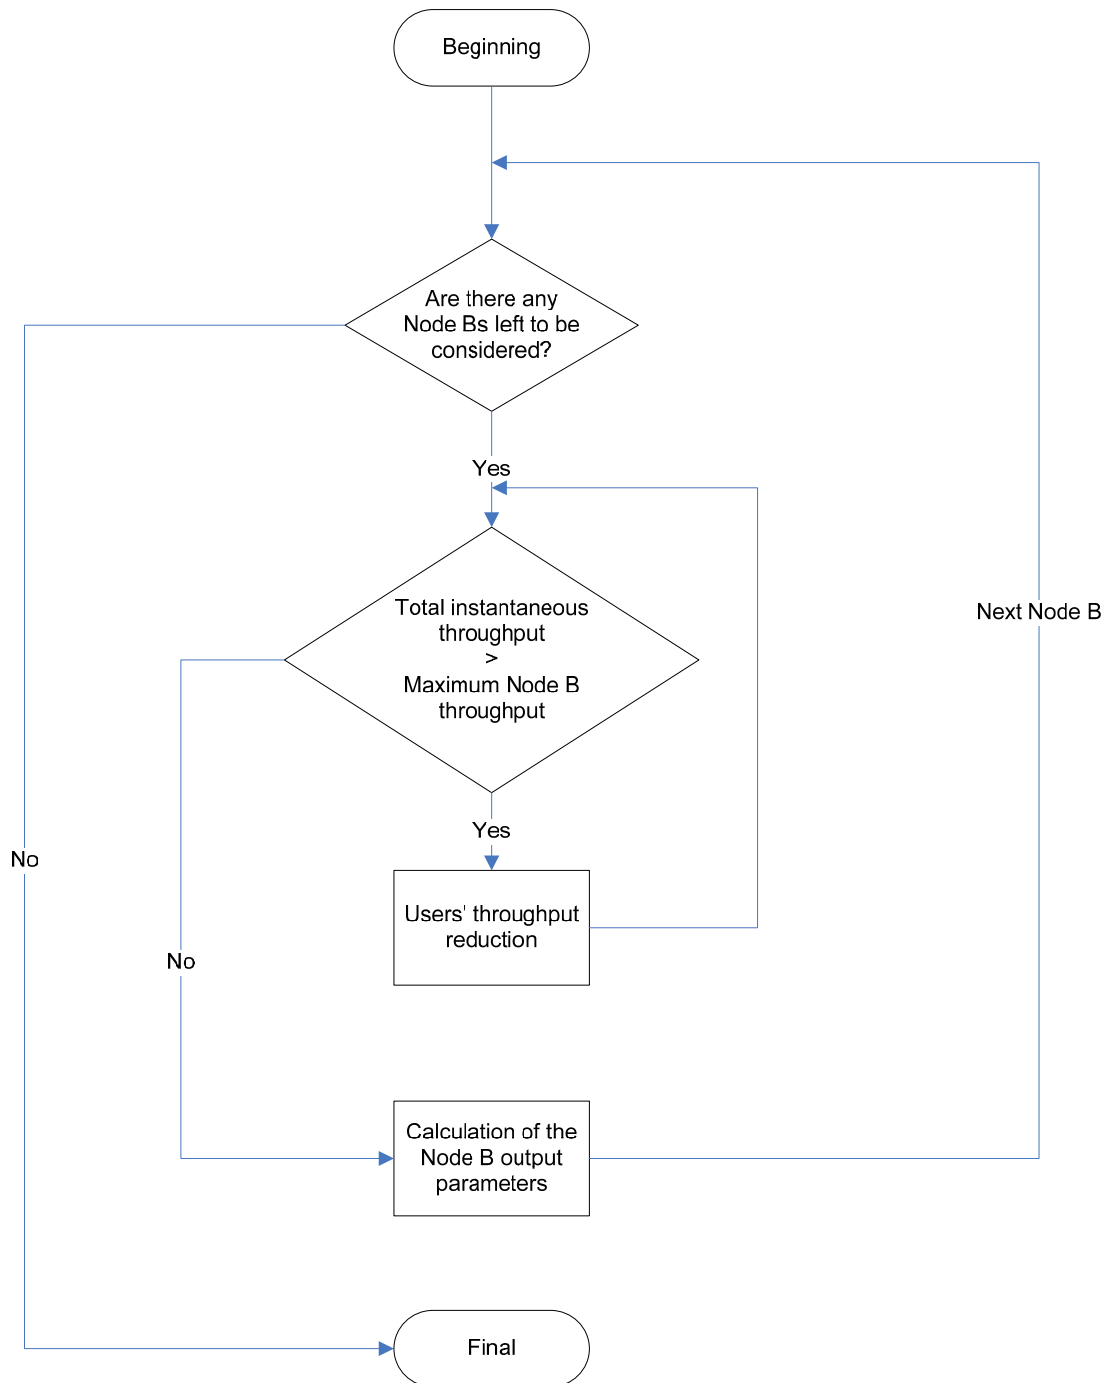 Beginning
Are there any
Node Bs left to be
considered?
Yes
Total instantaneous
throughput
>
Maximum Node B
throughput
Next Node B
Yes
No
Users' throughput
reduction
No
Calculation of the
Node B output
parameters
Final